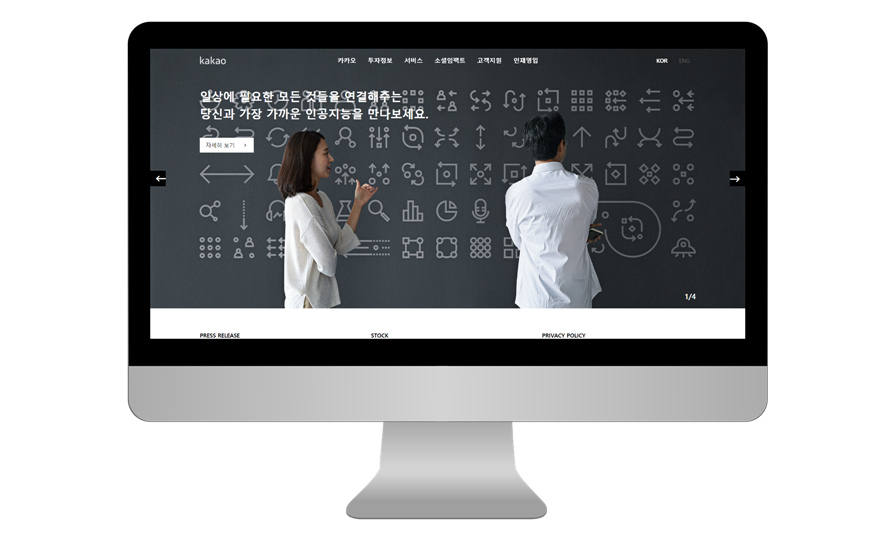 kakao
카카오 투자정보 서비스 소셜임팩트 고객지원 인재영입
KOR ENG
일상에 필요한 모든 것들을 연결해주는
당신과 가장 가까운 인공지능을 만나보세요.
자세히 보기 >
1/4
PRESS RELEASE STOCK PRIVACY POLICY